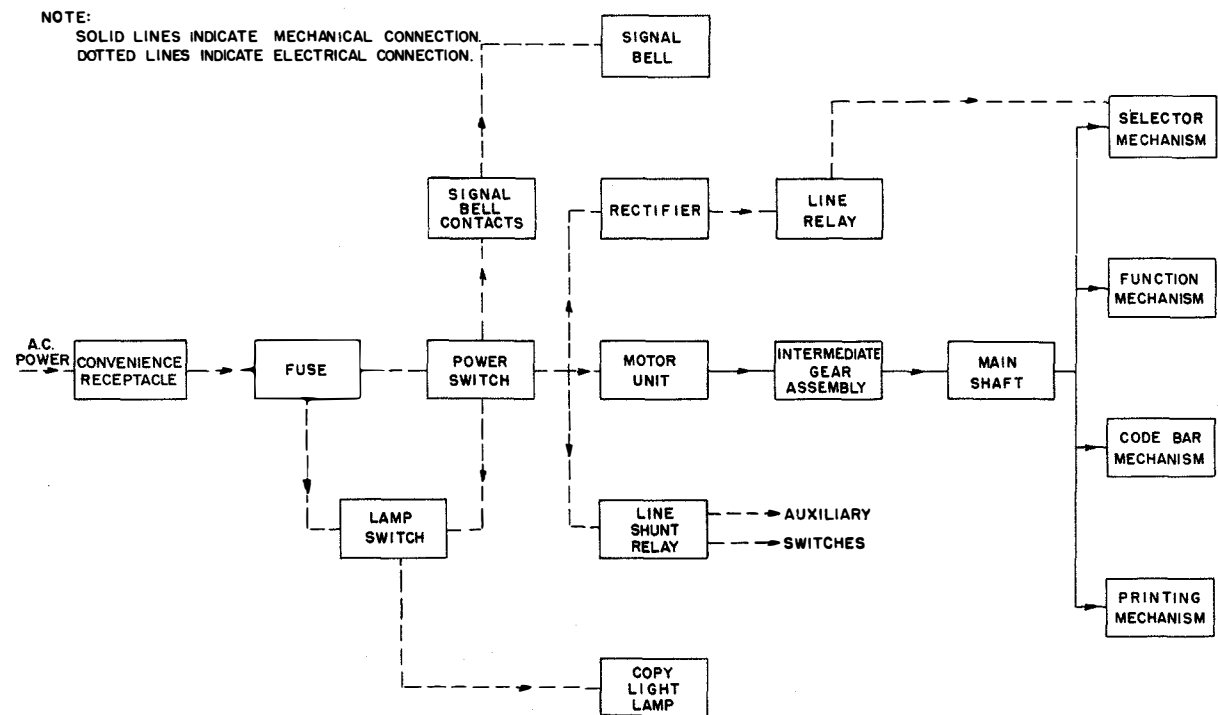 NOTE:
SOLID LINES INDICATE MECHANICAL CONNECTION.
DOTTED LINES INDICATE ELECTRICAL CONNECTION.
SIGNAL
BELL
SELECTOR
MECHANISM
SIGNAL
BELL
CONTACTS
RECTIFIER
LINE
RELAY
FUNCTION
MECHANISM
A.C.
POWER
CONVENIENCE
RECEPTACLE
FUSE
POWER
SWITCH
MOTOR
UNIT
INTERMEDIATE
GEAR
ASSEMBLY
MAIN
SHAFT
CODE BAR
MECHANISM
LAMP
SWITCH
LINE
SHUNT
RELAY
AUXILIARY
SWITCHES
PRINTING
MECHANISM
COPY
LIGHT
LAMP